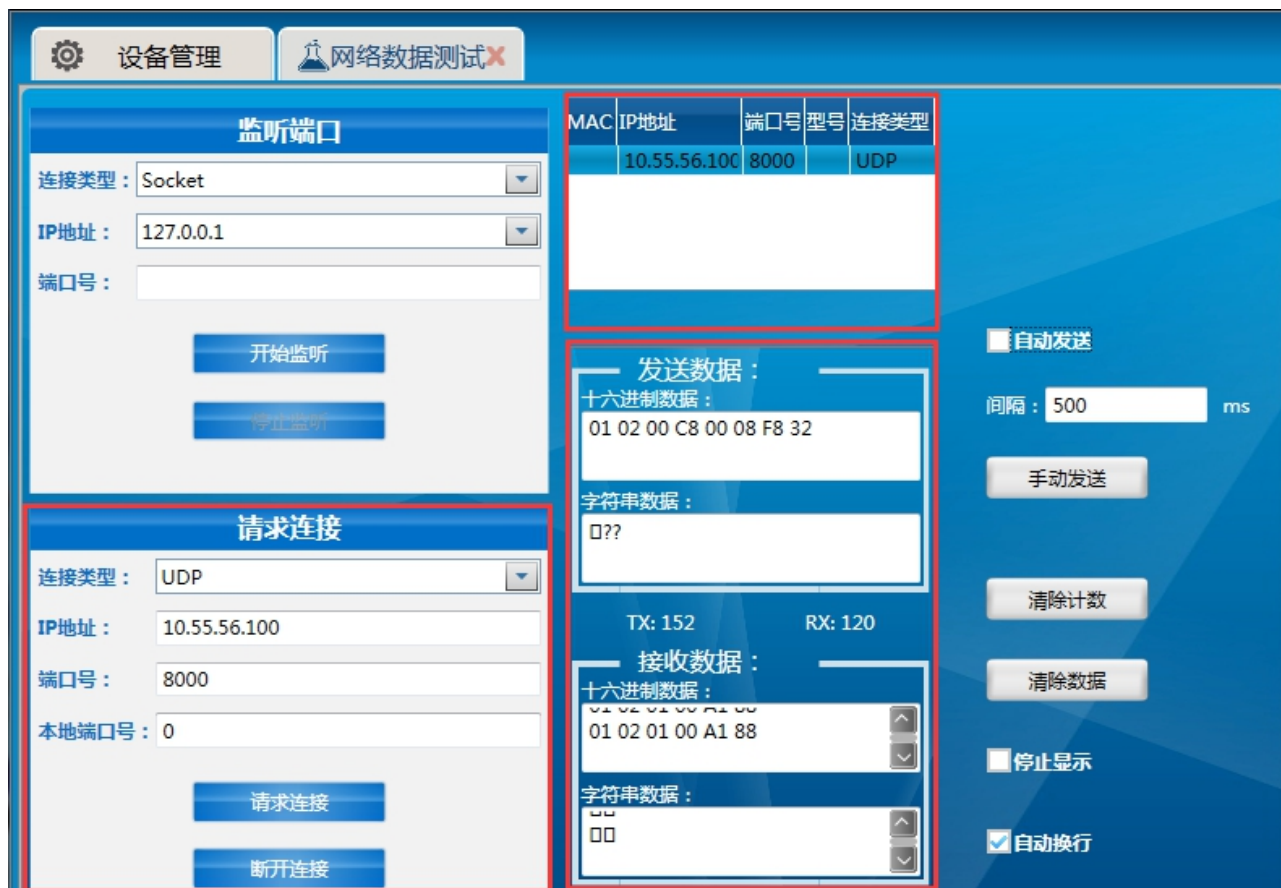 设备管理
网络数据测试
监听端口
连接类型：Socket
IP地址：127.0.0.1
端口号：
开始监听
停止监听
请求连接
连接类型：UDP
IP地址：10.55.56.100
端口号：8000
本地端口号：0
请求连接
断开连接
MAC IP地址 端口号 型号 连接类型
10.55.56.100 8000 UDP
发送数据：
十六进制数据：
01 02 00 C8 00 08 F8 32
字符串数据：
□??
TX: 152 RX: 120
接收数据：
十六进制数据：
01 02 01 00 A1 88
01 02 01 00 A1 88
字符串数据：
□□
□□
自动发送
间隔：500 ms
手动发送
清除计数
清除数据
停止显示
自动换行